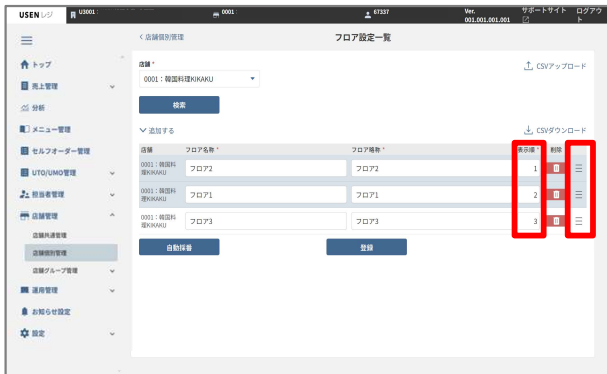 USEN レジ
U3001 :
0001 :
67337
Ver.
001.001.001.001
サポートサイト
ログアウト
トップ
売上管理
分析
メニュー管理
セルフオーダー管理
UTO/UMO管理
担当者管理
店舗管理
店舗共通管理
店舗個別管理
店舗グループ管理
運用管理
お知らせ設定
設定
< 店舗個別管理
フロア設定一覧
店舗 *
0001：韓国料理KIKAKU
CSVアップロード
検索
追加する
CSVダウンロード
店舗 フロア名称 * フロア略称 * 表示順 * 削除
0001：韓国料理KIKAKU フロア2 フロア2 1
0001：韓国料理KIKAKU フロア1 フロア1 2
0001：韓国料理KIKAKU フロア3 フロア3 3
自動採番
登録